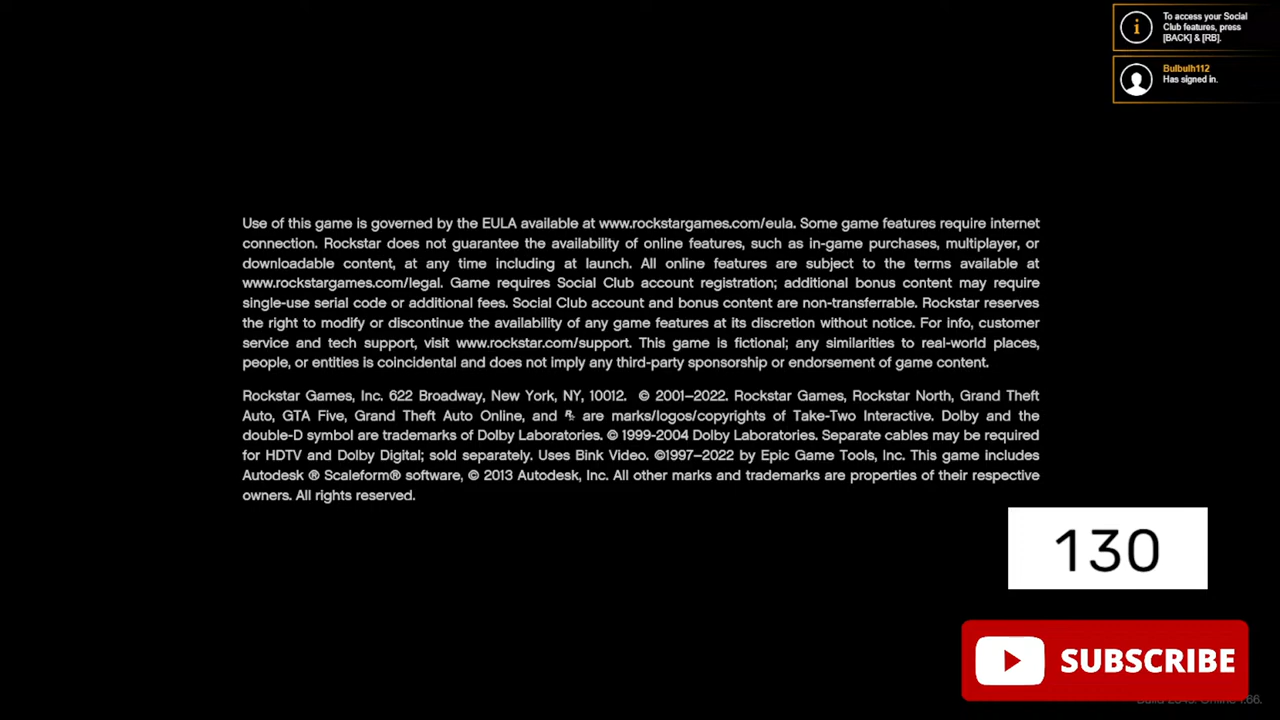 To access your Social
Club features, press
[BACK] & [RB].
Bulbulh112
Has signed in.
Use of this game is governed by the EULA available at www.rockstargames.com/eula. Some game features require internet
connection. Rockstar does not guarantee the availability of online features, such as in-game purchases, multiplayer, or
downloadable content, at any time including at launch. All online features are subject to the terms available at
www.rockstargames.com/legal. Game requires Social Club account registration; additional bonus content may require
single-use serial code or additional fees. Social Club account and bonus content are non-transferrable. Rockstar reserves
the right to modify or discontinue the availability of any game features at its discretion without notice. For info, customer
service and tech support, visit www.rockstar.com/support. This game is fictional; any similarities to real-world places,
people, or entities is coincidental and does not imply any third-party sponsorship or endorsement of game content.
Rockstar Games, Inc. 622 Broadway, New York, NY, 10012. © 2001–2022. Rockstar Games, Rockstar North, Grand Theft
Auto, GTA Five, Grand Theft Auto Online, and are marks/logos/copyrights of Take-Two Interactive. Dolby and the
double-D symbol are trademarks of Dolby Laboratories. © 1999-2004 Dolby Laboratories. Separate cables may be required
for HDTV and Dolby Digital; sold separately. Uses Bink Video. ©1997–2022 by Epic Game Tools, Inc. This game includes
Autodesk ® Scaleform® software, © 2013 Autodesk, Inc. All other marks and trademarks are properties of their respective
owners. All rights reserved.
130
SUBSCRIBE